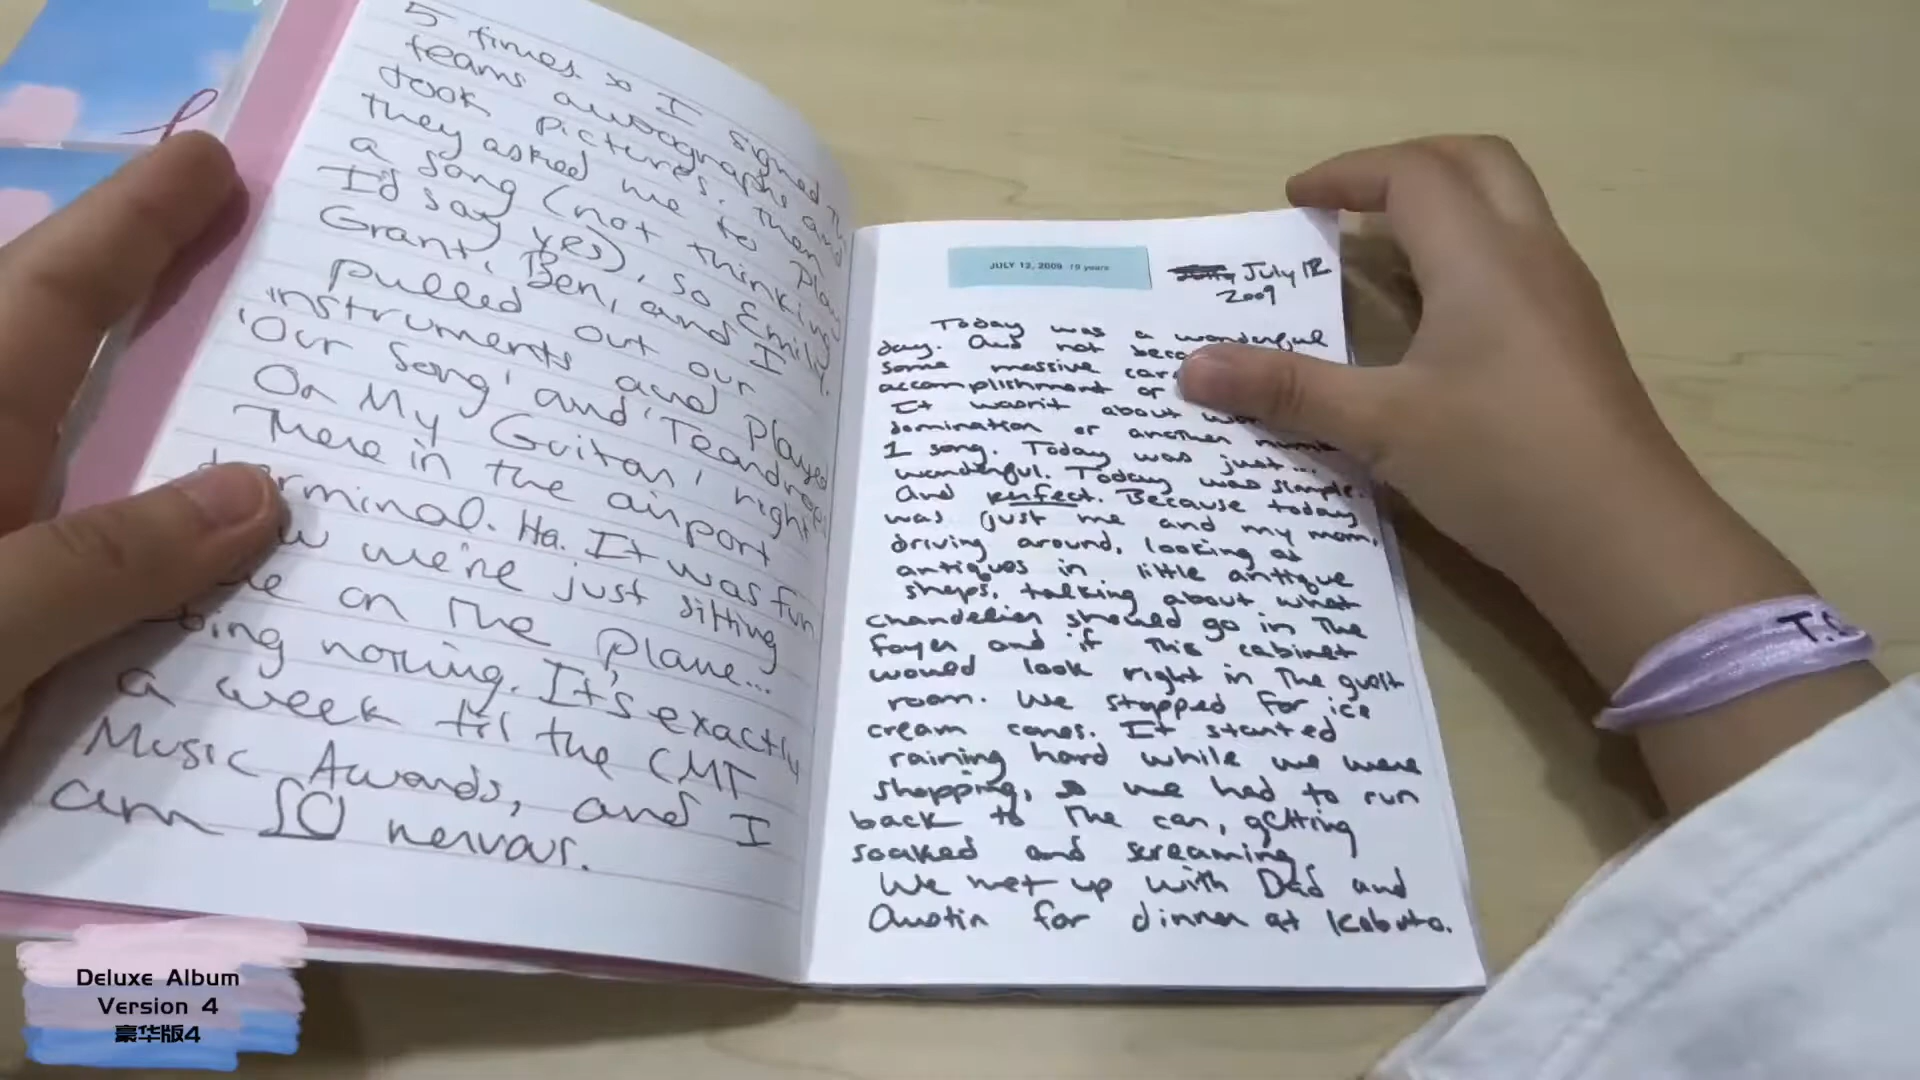 5 times so I signed
teams autographs and
took pictures. Then
they asked me to play
a song (not thinking
I'd say yes), so Emily,
Grant, Ben, and I
pulled out our
instruments and played
'Our Song' and 'Teardrops
On My Guitar' right
There in the airport
terminal. Ha. It was fun
we're just sitting
on the plane...
nothing. It's exactly
a week til the CMT
Music Awards, and I
am SO nervous.
JULY 12, 2009 19 years
July 12
2009
Today was a wonderful
day. And not
some massive
accomplishment or
It wasn't about
domination or another
1 song. Today was just...
wonderful. Today was simple.
And perfect. Because today
was just me and my mom,
driving around, looking at
antiques in little antique
shops, talking about what
chandelier should go in The
foyer and if This cabinet
would look right in The guest
room. We stopped for ice
cream cones. It started
raining hard while we were
shopping, so we had to run
back to The car, getting
soaked and screaming
We met up with Dad and
Austin for dinner at Kobuto.
T.S
Deluxe Album
Version 4
豪华版4